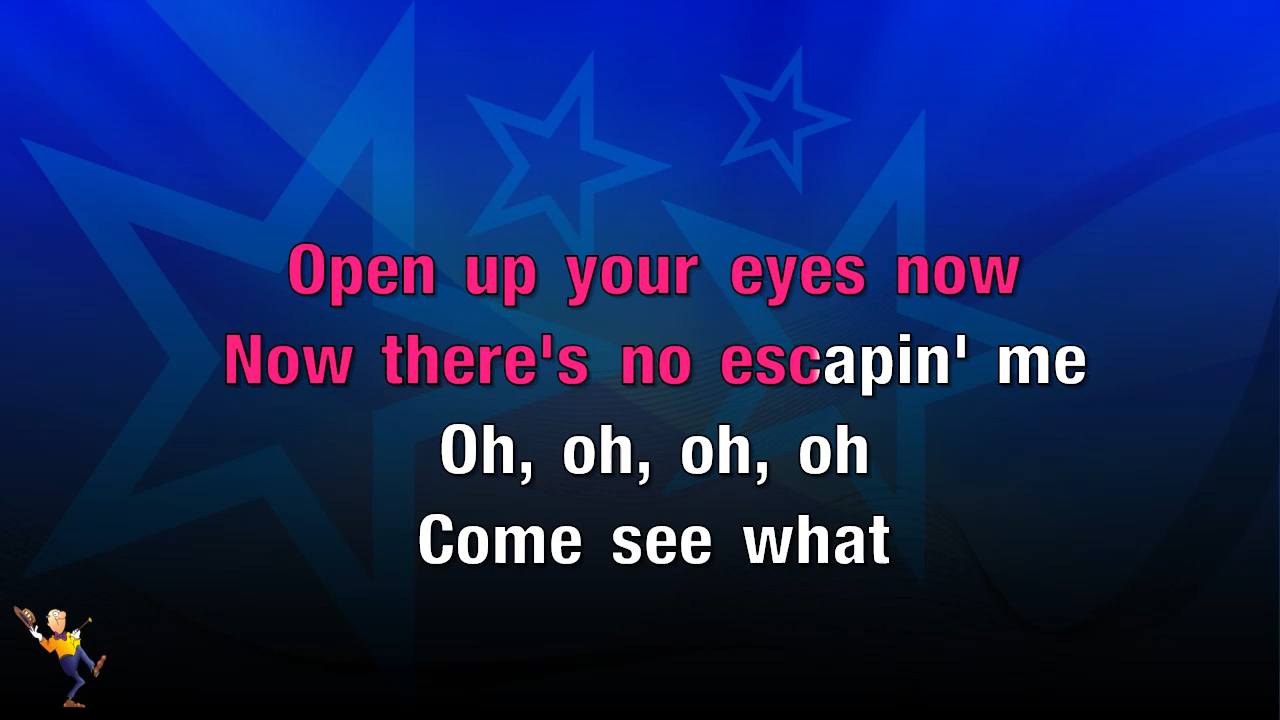 Open up your eyes now
Now there's no escapin' me
Oh, oh, oh, oh
Come see what